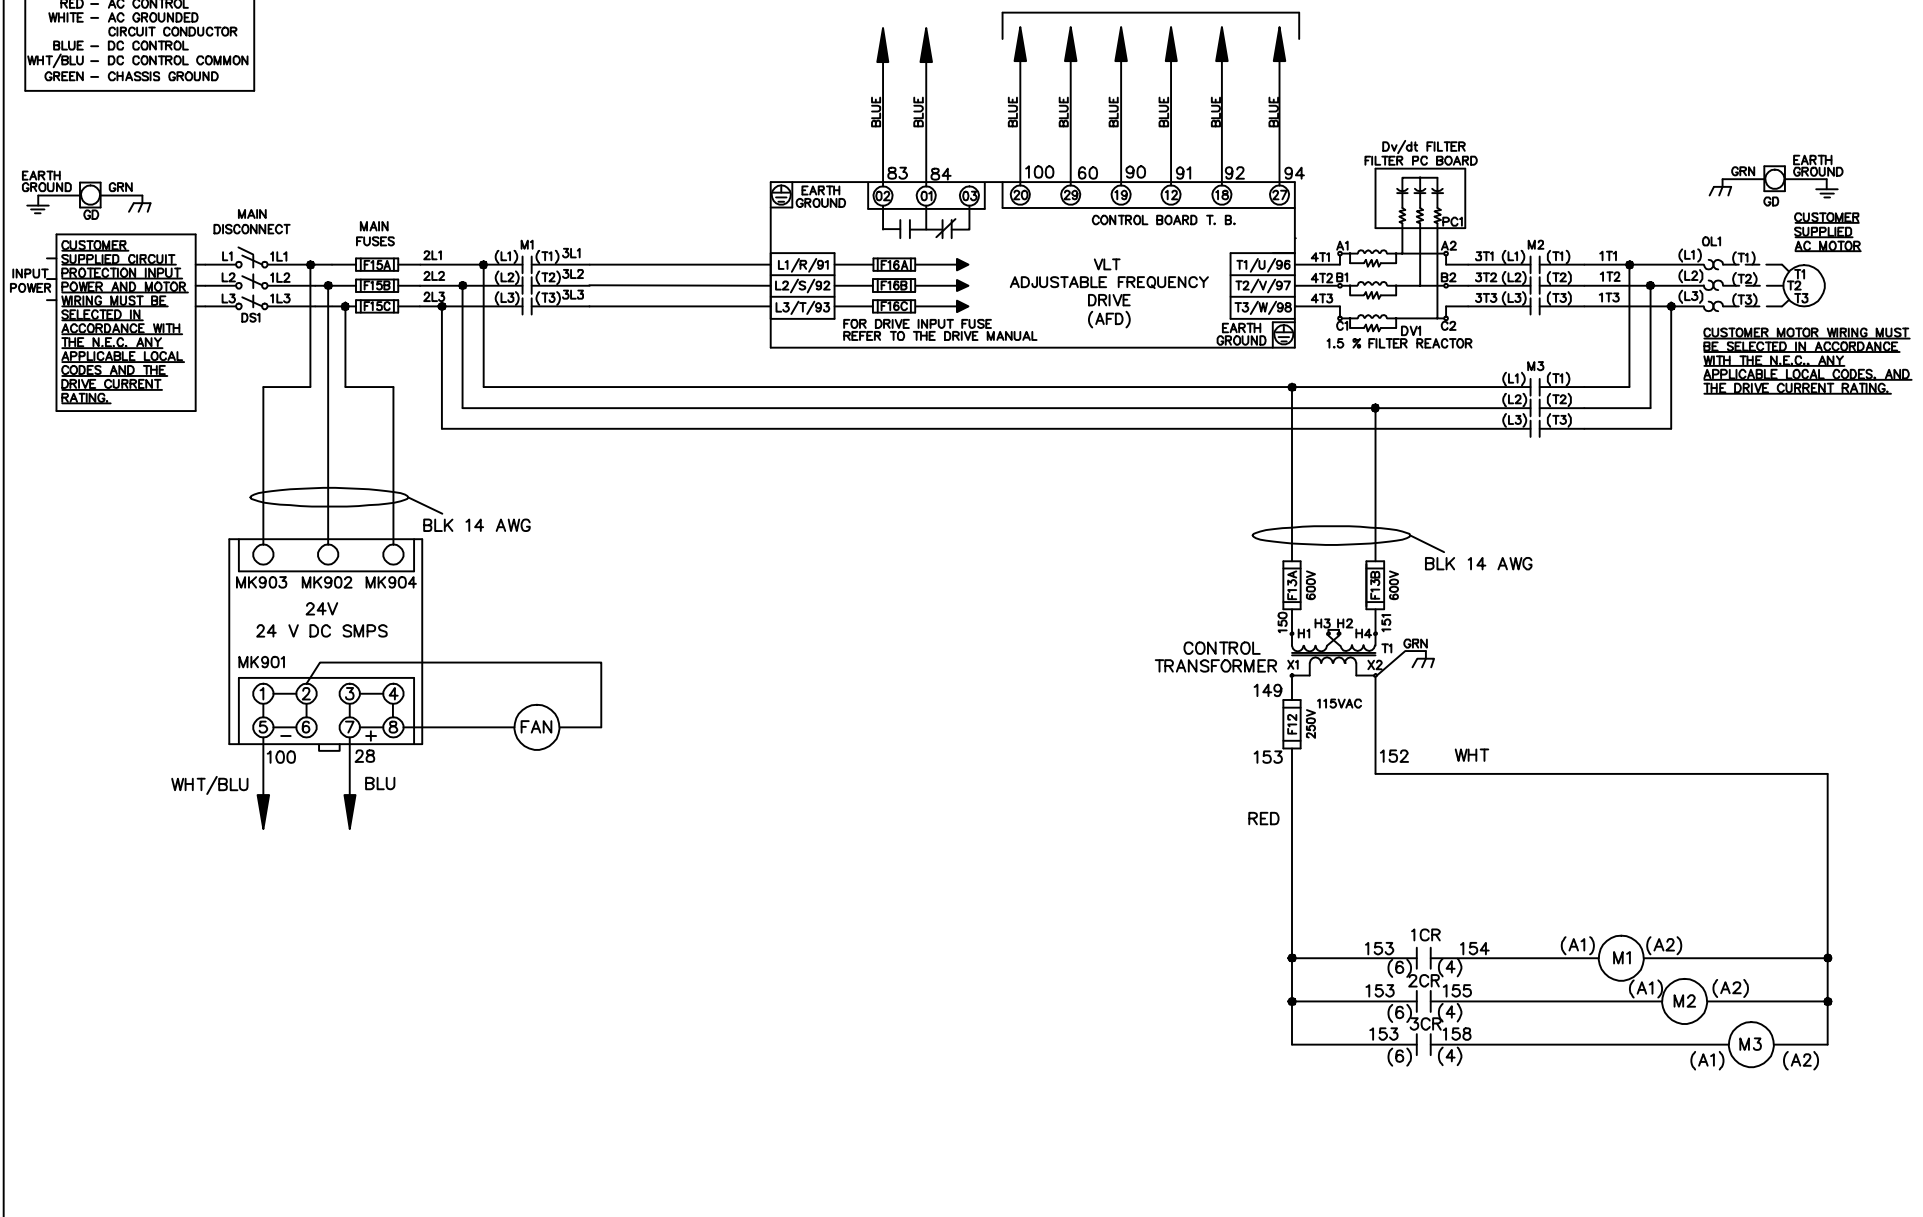 RED – AC CONTROL
WHITE – AC GROUNDED
CIRCUIT CONDUCTOR
BLUE – DC CONTROL
WHT/BLU – DC CONTROL COMMON
GREEN – CHASSIS GROUND
BLUE BLUE BLUE BLUE BLUE BLUE BLUE BLUE
83 84 100 60 90 91 92 94
EARTH
GROUND
02 01 03 20 29 19 12 18 27
CONTROL BOARD T. B.
EARTH
GROUND
GRN
GD
MAIN
DISCONNECT
MAIN
FUSES
INPUT
POWER
CUSTOMER
SUPPLIED CIRCUIT
PROTECTION INPUT
POWER AND MOTOR
WIRING MUST BE
SELECTED IN
ACCORDANCE WITH
THE N.E.C. ANY
APPLICABLE LOCAL
CODES AND THE
DRIVE CURRENT
RATING.
L1 1L1 F15A 2L1 (L1) M1 (T1) 3L1 L1/R/91 F16A
L2 1L2 F15B 2L2 (L2) (T2) 3L2 L2/S/92 F16B
L3 1L3 F15C 2L3 (L3) (T3) 3L3 L3/T/93 F16C
DS1
VLT
ADJUSTABLE FREQUENCY
DRIVE
(AFD)
FOR DRIVE INPUT FUSE
REFER TO THE DRIVE MANUAL
T1/U/96
T2/V/97
T3/W/98
EARTH
GROUND
Dv/dt FILTER
FILTER PC BOARD
PC1
4T1 A1 A2 3T1 (L1) M2 (T1) 1T1 (L1) OL1 (T1) T1
4T2 B1 B2 3T2 (L2) (T2) 1T2 (L2) (T2) T2
4T3 C1 C2 3T3 (L3) (T3) 1T3 (L3) (T3) T3
DV1
1.5 % FILTER REACTOR
GRN
GD
EARTH
GROUND
CUSTOMER
SUPPLIED
AC MOTOR
CUSTOMER MOTOR WIRING MUST
BE SELECTED IN ACCORDANCE
WITH THE N.E.C., ANY
APPLICABLE LOCAL CODES, AND
THE DRIVE CURRENT RATING.
M3
(L1) (T1)
(L2) (T2)
(L3) (T3)
BLK 14 AWG
MK903 MK902 MK904
24V
24 V DC SMPS
MK901
1 2 3 4
5 – 6 7 + 8
FAN
100 28
WHT/BLU BLU
BLK 14 AWG
F13A 600V F13B 600V
150 151
H1 H3 H2 H4
T1
GRN
CONTROL
TRANSFORMER
X1 X2
149
115VAC
F12 250V
153
152 WHT
RED
153 1CR 154 (A1) M1 (A2)
(6) (4)
153 2CR 155 (A1) M2 (A2)
(6) (4)
153 3CR 158 M3
(6) (4) (A1) (A2)